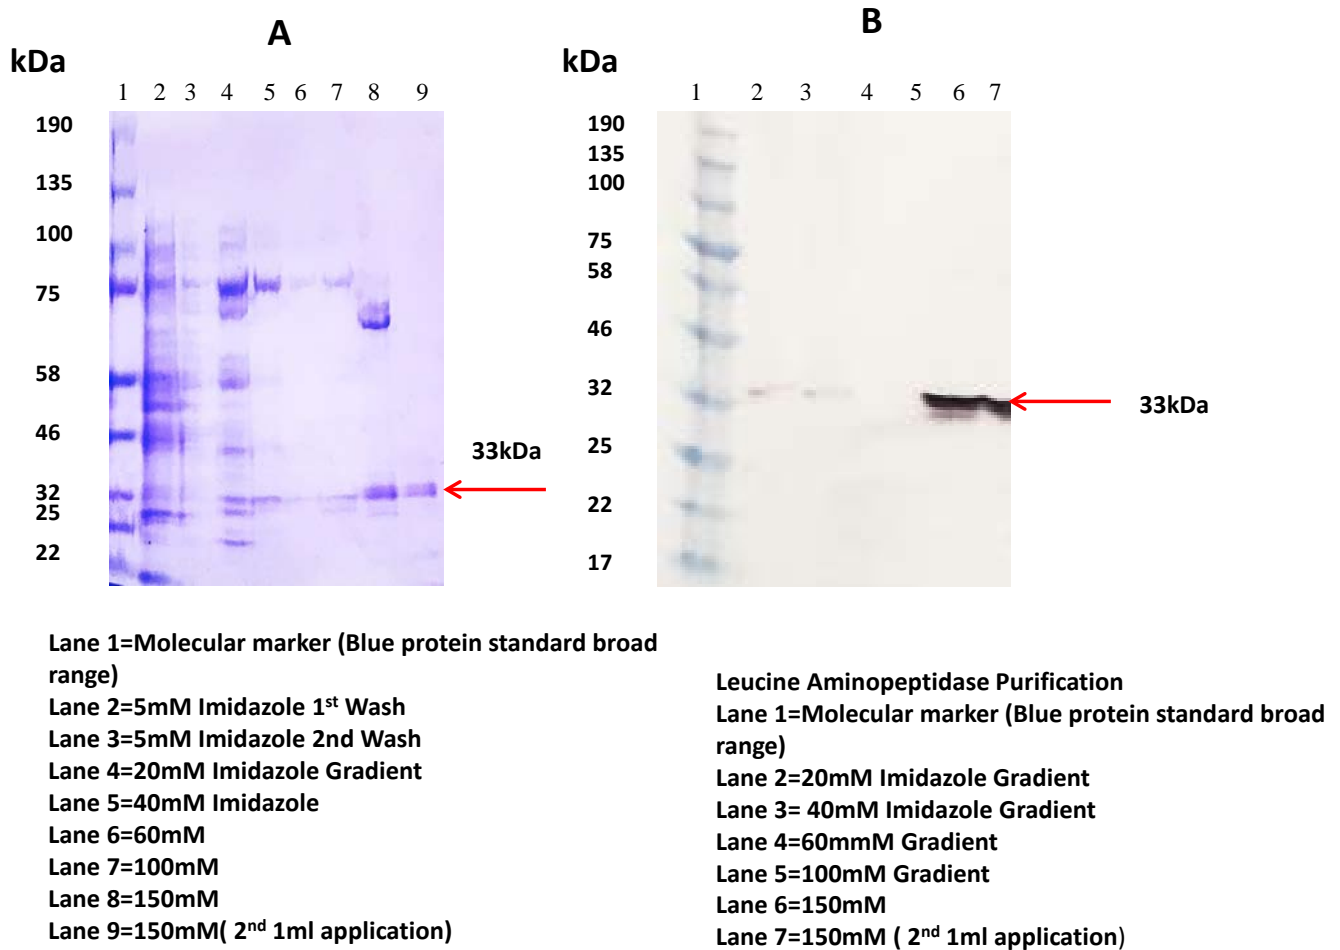 A
kDa
1 2 3 4 5 6 7 8 9
190
135
100
75
58
46
32
25
22
33kDa
Lane 1=Molecular marker (Blue protein standard broad
range)
Lane 2=5mM Imidazole 1st Wash
Lane 3=5mM Imidazole 2nd Wash
Lane 4=20mM Imidazole Gradient
Lane 5=40mM Imidazole
Lane 6=60mM
Lane 7=100mM
Lane 8=150mM
Lane 9=150mM( 2nd 1ml application)
B
kDa
1 2 3 4 5 6 7
190
135
100
75
58
46
32
25
22
17
33kDa
Leucine Aminopeptidase Purification
Lane 1=Molecular marker (Blue protein standard broad
range)
Lane 2=20mM Imidazole Gradient
Lane 3= 40mM Imidazole Gradient
Lane 4=60mmM Gradient
Lane 5=100mM Gradient
Lane 6=150mM
Lane 7=150mM ( 2nd 1ml application)